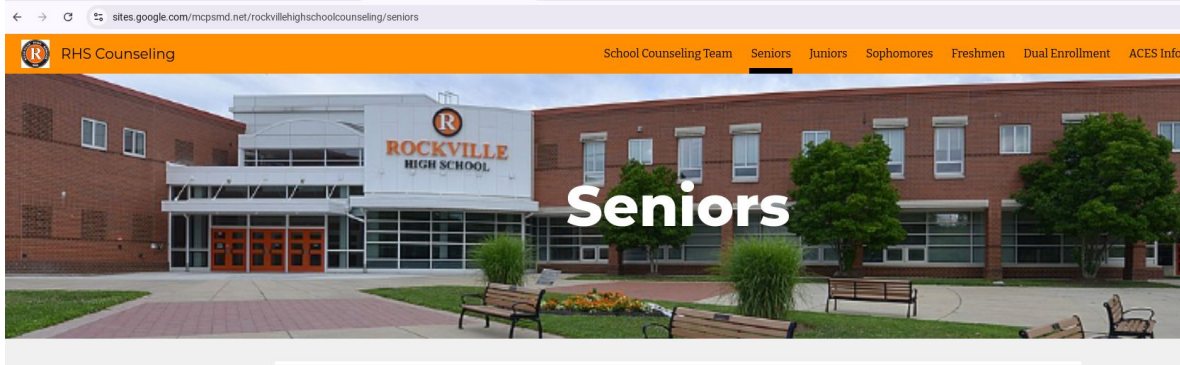 sites.google.com/mcpsmd.net/rockvillehighschoolcounseling/seniors
R RHS Counseling School Counseling Team Seniors Juniors Sophomores Freshmen Dual Enrollment ACES Info
R
ROCKVILLE
HIGH SCHOOL
Seniors